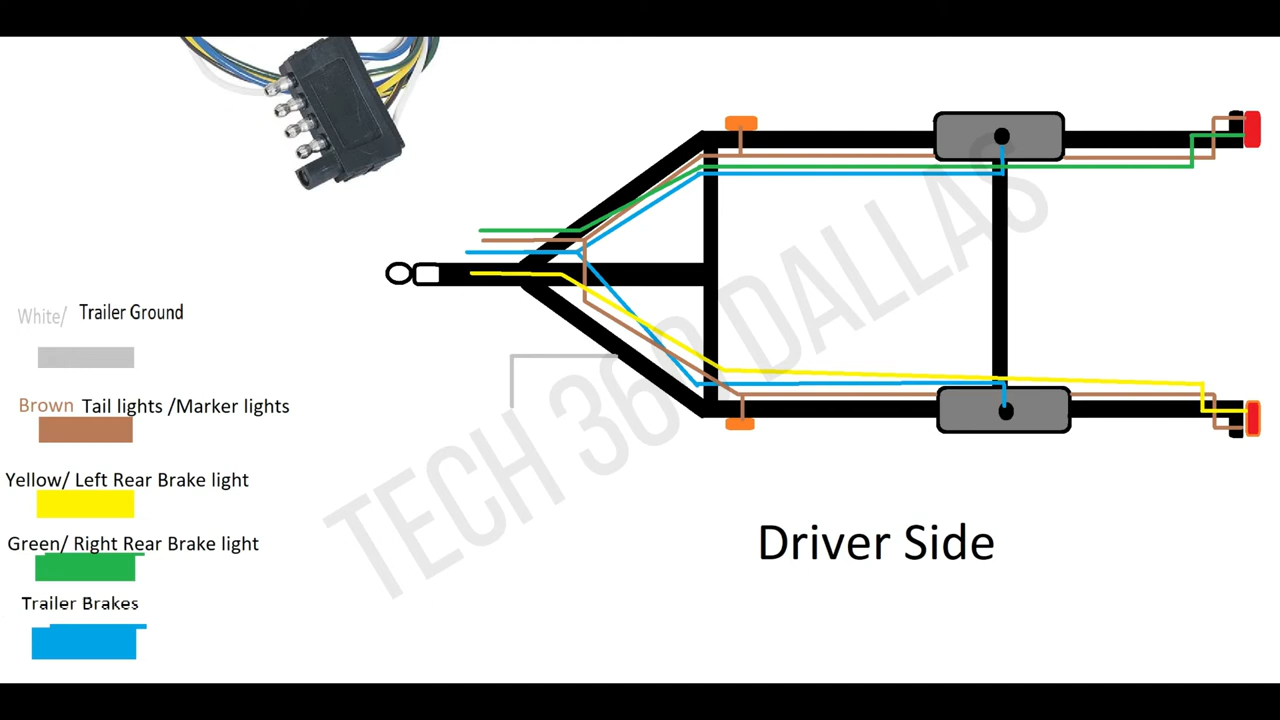 White/ Trailer Ground
Brown Tail lights /Marker lights
Yellow/ Left Rear Brake light
Green/ Right Rear Brake light
Trailer Brakes
TECH 360 DALLAS
Driver Side